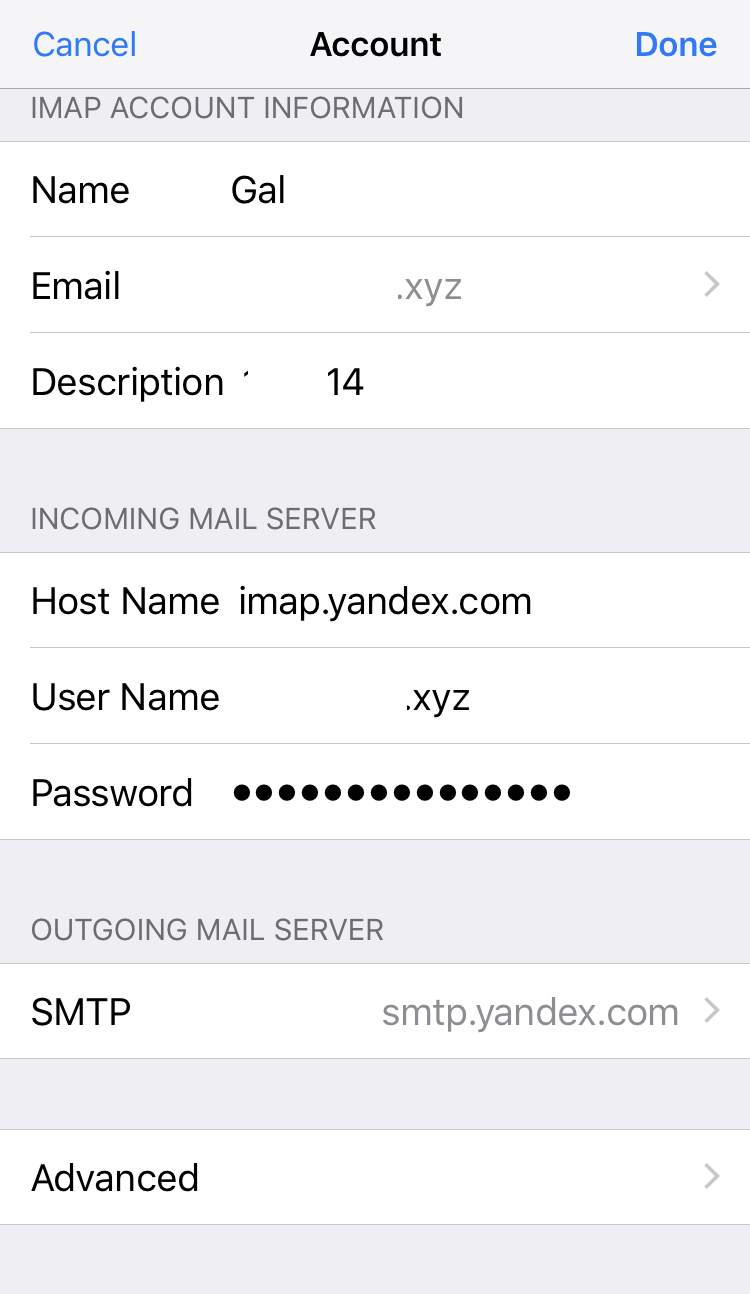 Cancel Account Done
IMAP ACCOUNT INFORMATION
Name Gal
Email .xyz
Description 14
INCOMING MAIL SERVER
Host Name imap.yandex.com
User Name .xyz
Password ●●●●●●●●●●●●●●●
OUTGOING MAIL SERVER
SMTP smtp.yandex.com
Advanced